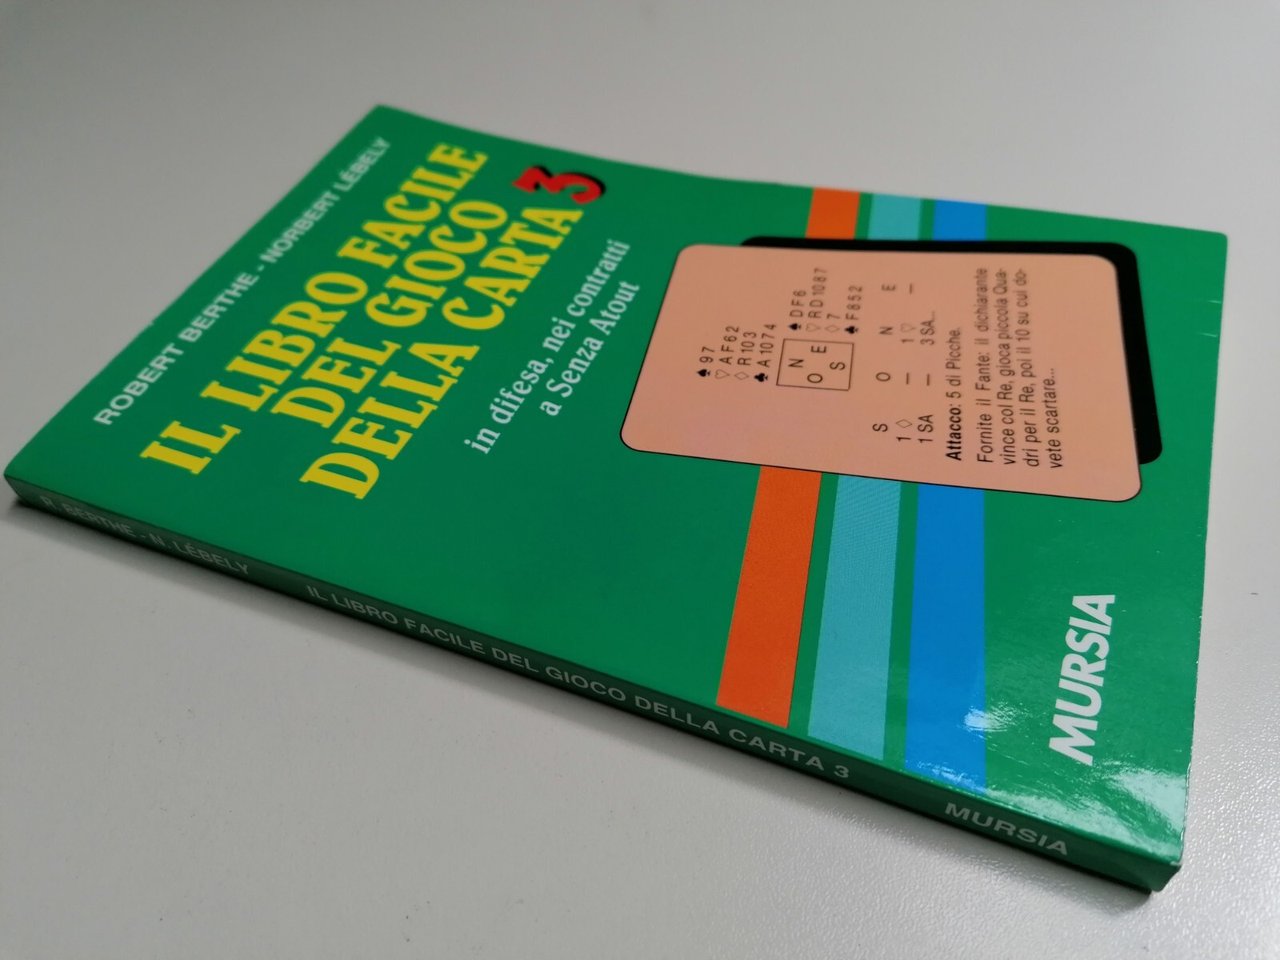 ROBERT BERTHE - NORBERT LÉBELY
IL LIBRO FACILE
DEL GIOCO
DELLA CARTA 3
in difesa, nei contratti
a Senza Atout
♠ 97
♡ AF62
♢ R103
♣ A1074
N
O E
S
♠ DF6
♡ RD1087
♢ 7
♣ F852
S O N E
1♢ — 1♡ —
1SA — 3SA...
Attacco: 5 di Picche.
Fornite il Fante: il dichiarante
vince col Re, gioca piccola Qua-
dri per il Re, poi il 10 su cui do-
vete scartare...
MURSIA
R. BERTHE - N. LÉBELY IL LIBRO FACILE DEL GIOCO DELLA CARTA 3 MURSIA